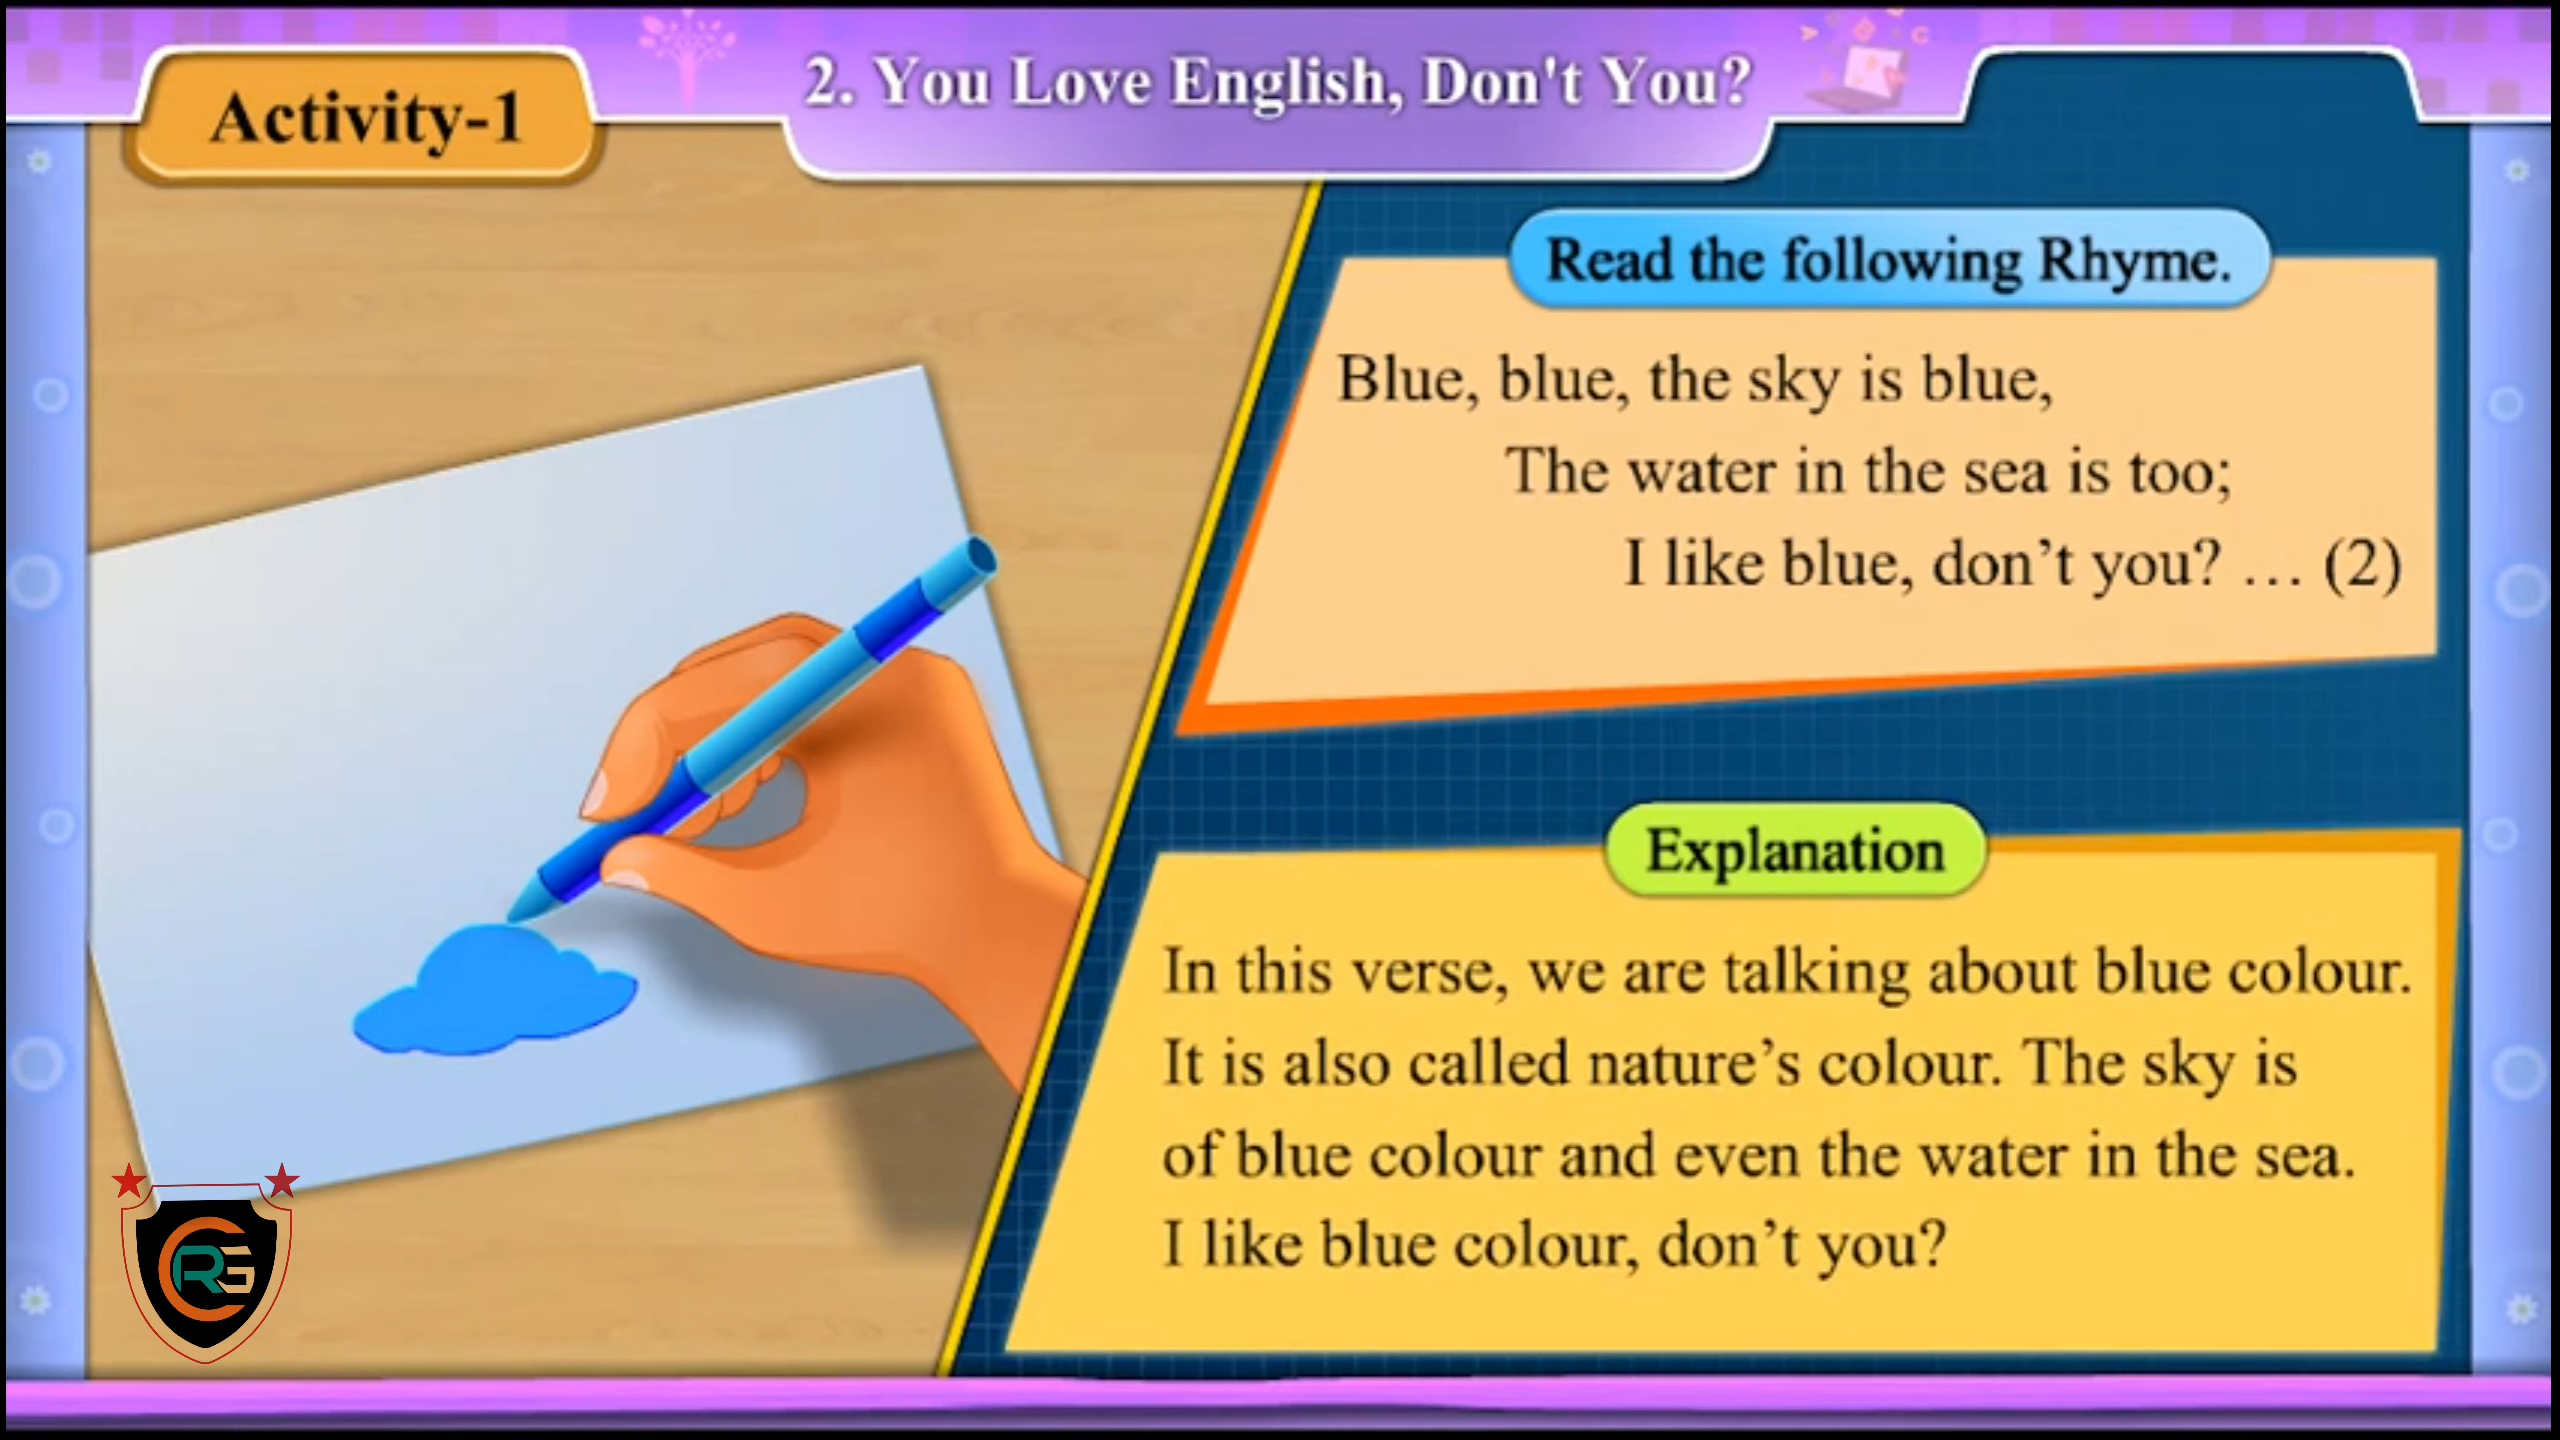 2. You Love English, Don't You?
Activity-1
Read the following Rhyme.
Blue, blue, the sky is blue,
The water in the sea is too;
I like blue, don’t you? … (2)
Explanation
In this verse, we are talking about blue colour.
It is also called nature’s colour. The sky is
of blue colour and even the water in the sea.
I like blue colour, don’t you?
CRG